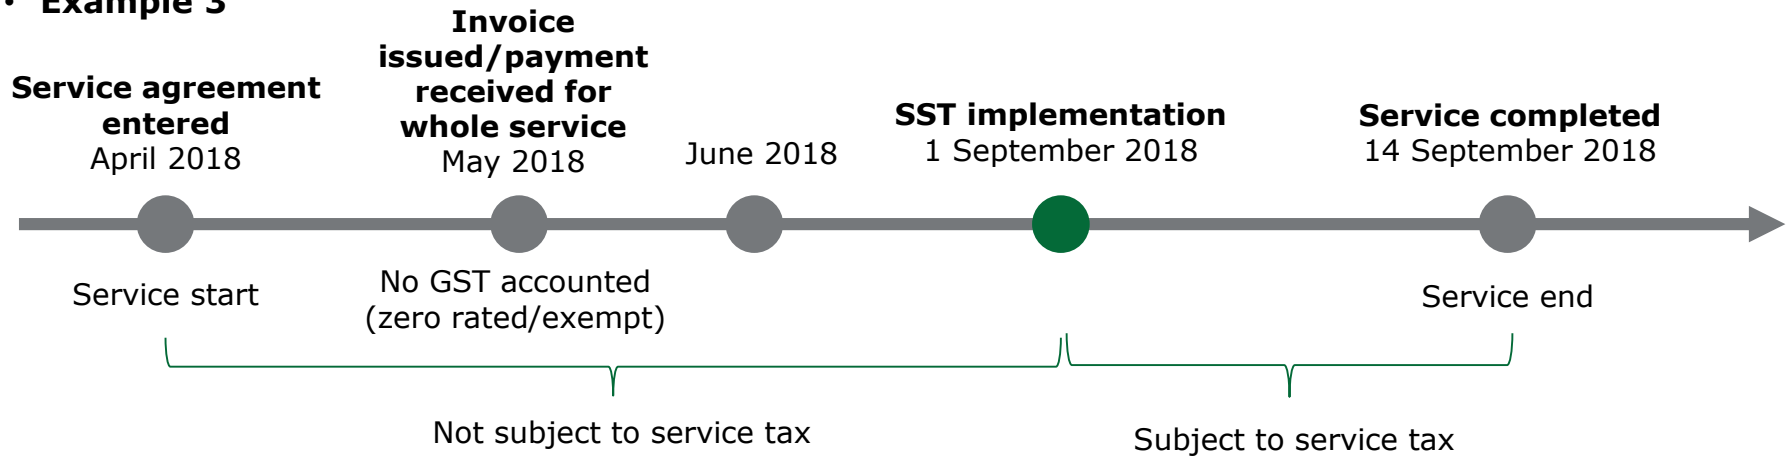 • Example 3
Service agreement
entered
April 2018
Invoice
issued/payment
received for
whole service
May 2018
June 2018
SST implementation
1 September 2018
Service completed
14 September 2018
Service start
No GST accounted
(zero rated/exempt)
Service end
Not subject to service tax
Subject to service tax